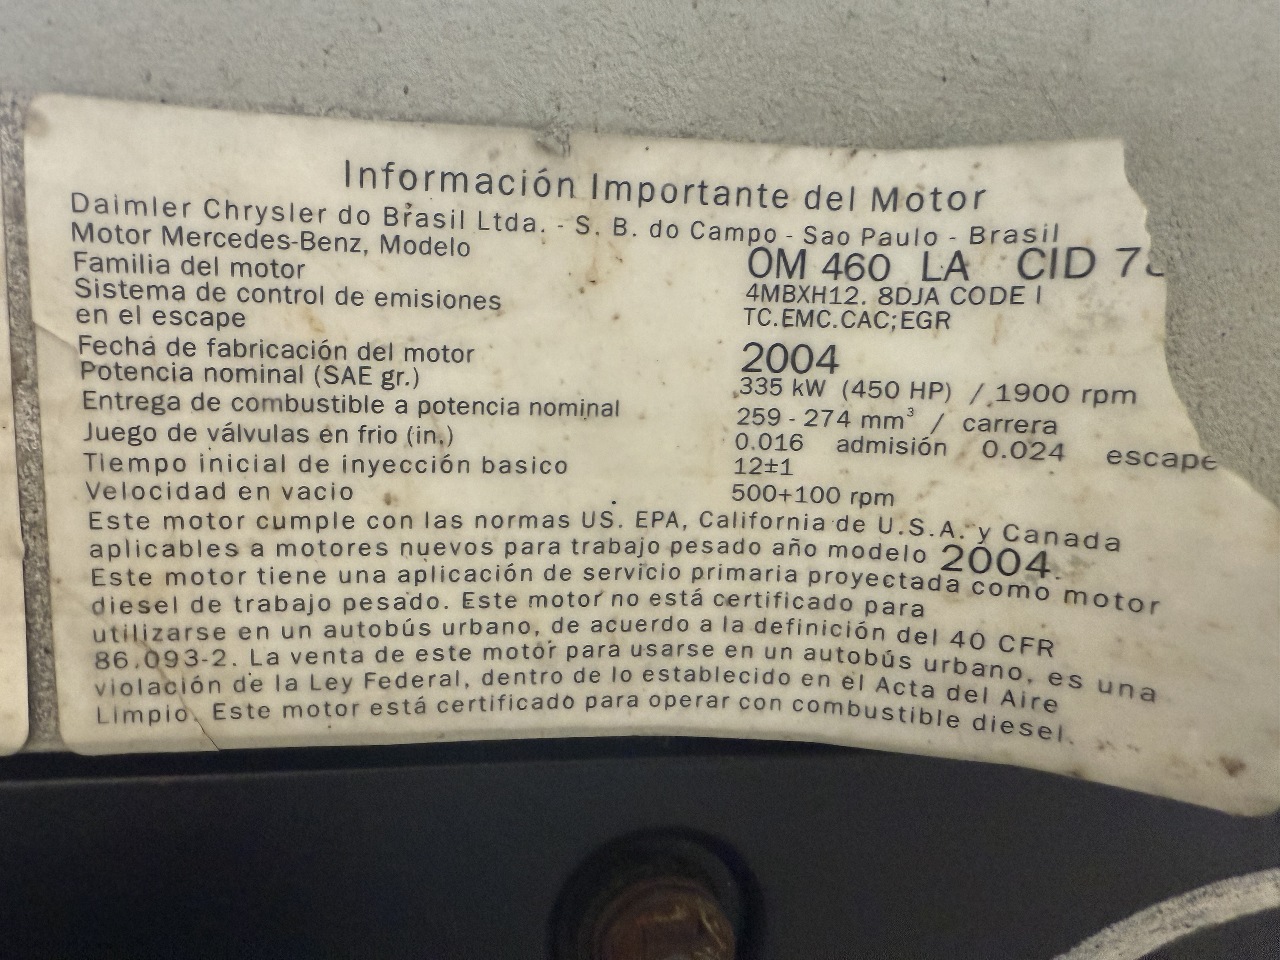 Información Importante del Motor
Daimler Chrysler do Brasil Ltda. - S. B. do Campo - Sao Paulo - Brasil
Motor Mercedes-Benz, Modelo OM 460 LA CID
Familia del motor 4MBXH12. 8DJA CODE I
Sistema de control de emisiones TC.EMC.CAC;EGR
en el escape
Fecha de fabricación del motor 2004
Potencia nominal (SAE gr.) 335 kW (450 HP) / 1900 rpm
Entrega de combustible a potencia nominal 259 - 274 mm³ / carrera
Juego de válvulas en frio (in.) 0.016 admisión 0.024 escape
Tiempo inicial de inyección basico 12±1
Velocidad en vacio 500+100 rpm
Este motor cumple con las normas US. EPA, California de U.S.A. y Canada
aplicables a motores nuevos para trabajo pesado año modelo 2004.
Este motor tiene una aplicación de servicio primaria proyectada como motor
diesel de trabajo pesado. Este motor no está certificado para
utilizarse en un autobús urbano, de acuerdo a la definición del 40 CFR
86.093-2. La venta de este motor para usarse en un autobús urbano, es una
violación de la Ley Federal, dentro de lo establecido en el Acta del Aire
Limpio. Este motor está certificado para operar con combustible diesel.